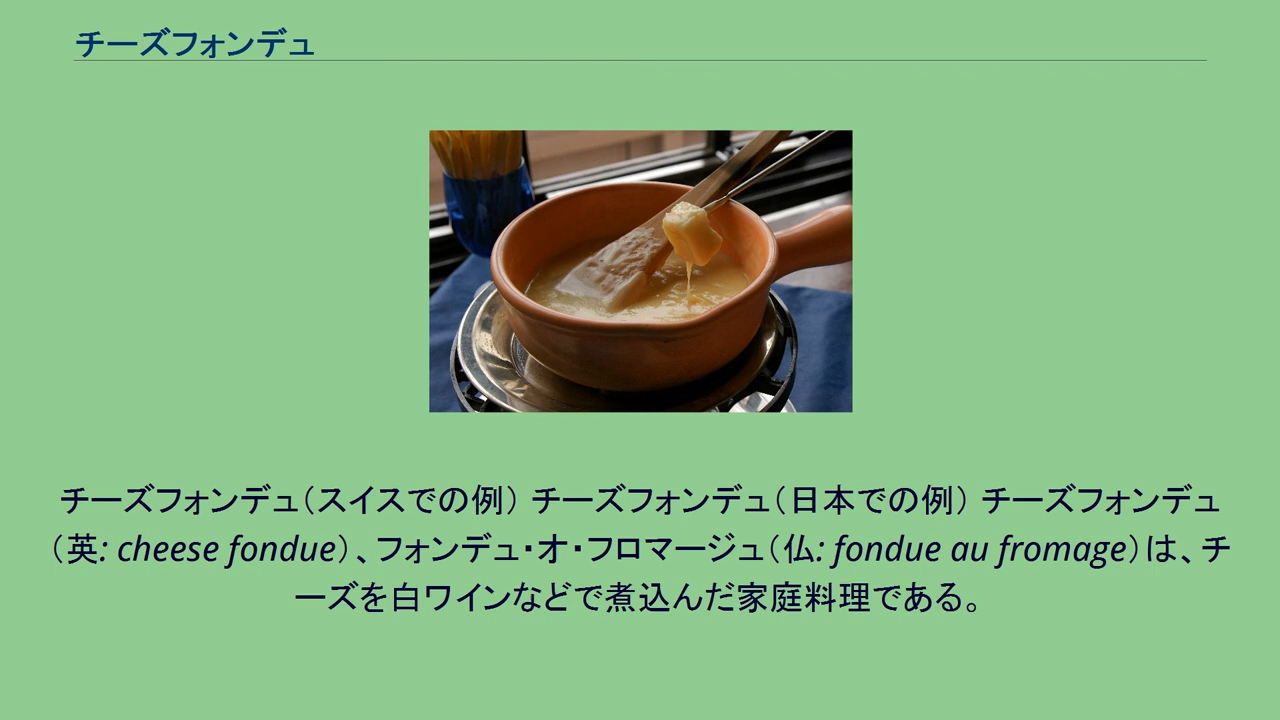 チーズフォンデュ
チーズフォンデュ（スイスでの例） チーズフォンデュ（日本での例） チーズフォンデュ
（英: cheese fondue）、フォンデュ・オ・フロマージュ（仏: fondue au fromage）は、チ
ーズを白ワインなどで煮込んだ家庭料理である。